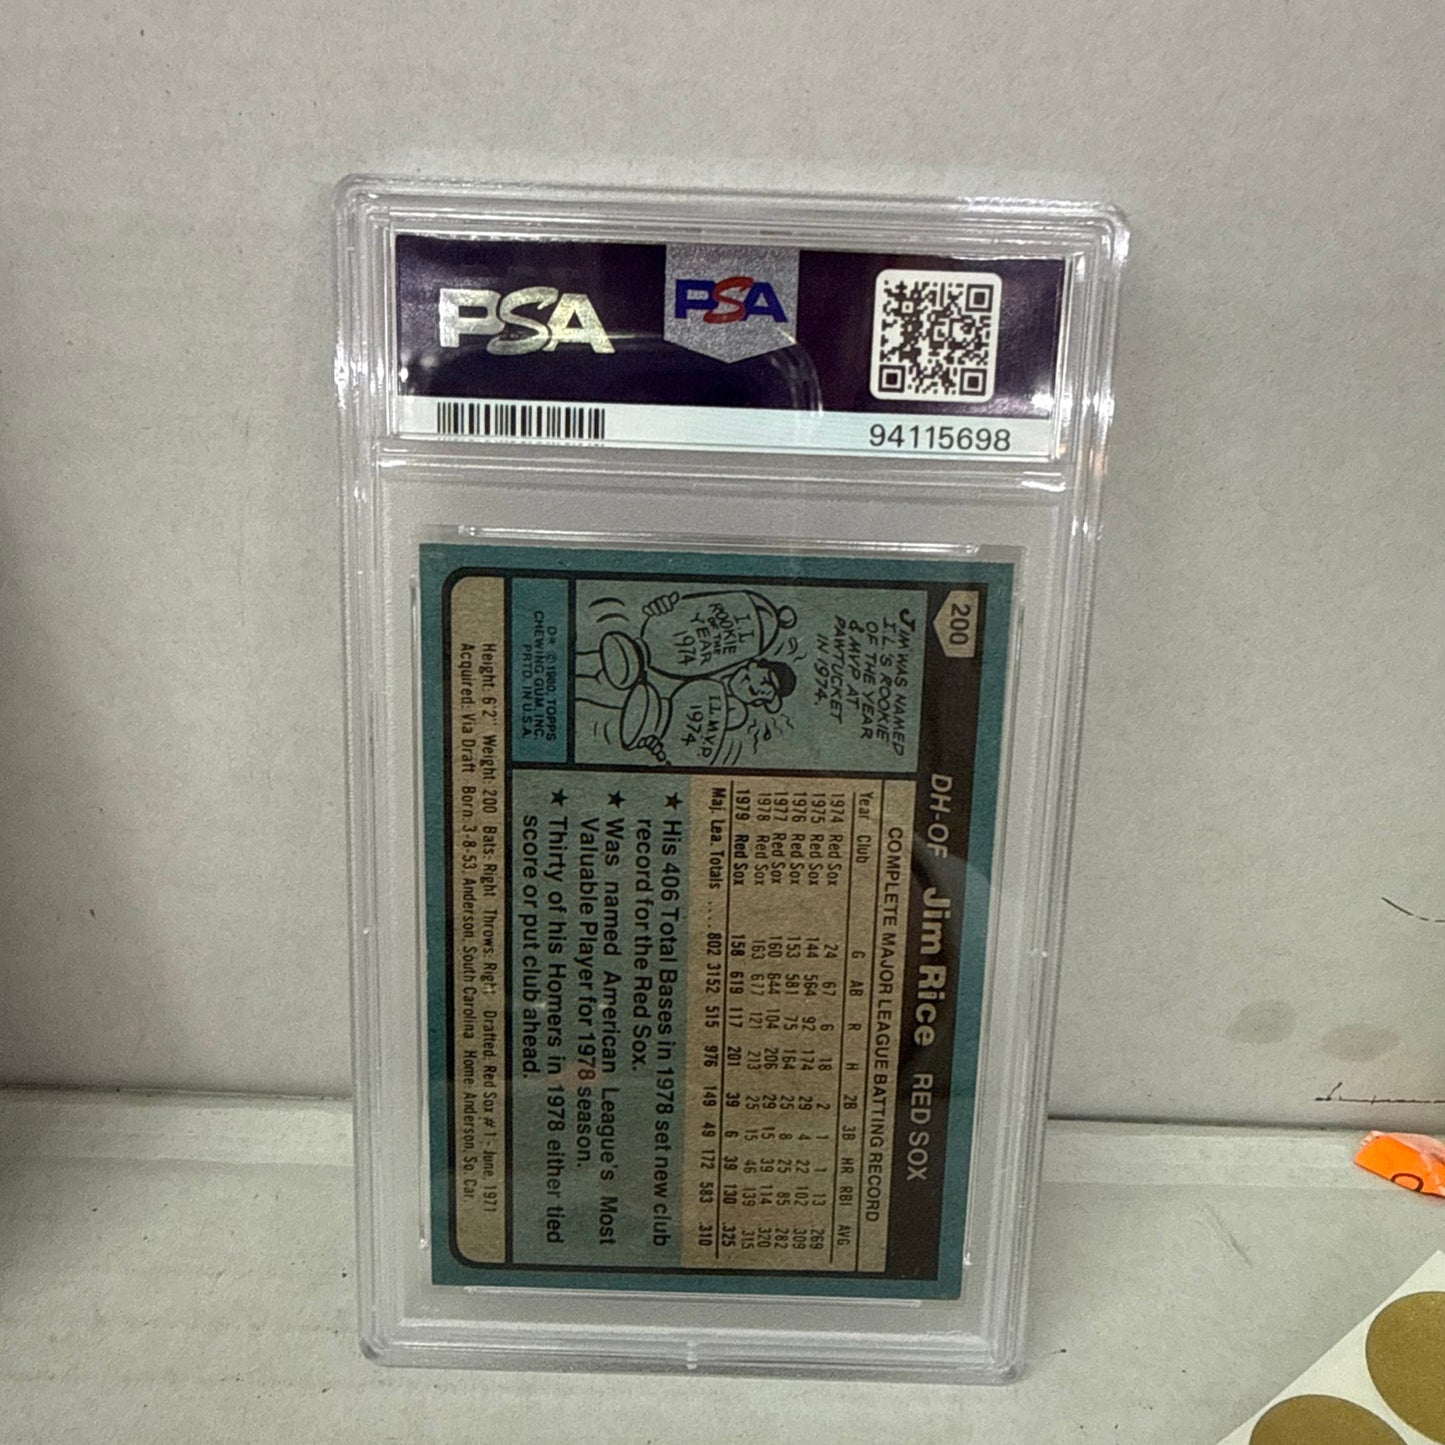 PSA
PSA
94115698
200
DH-OF Jim Rice RED SOX
JIM WAS NAMED
I.L.'S ROOKIE
OF THE YEAR
& MVP AT
PAWTUCKET
IN 1974.
I.L.
ROOKIE
OF THE
YEAR
1974
I.L.M.V.P.
1974
D* © 1980, TOPPS
CHEWING GUM, INC.
PRTD. IN U.S.A.
COMPLETE MAJOR LEAGUE BATTING RECORD
Year Club G AB R H 2B 3B HR RBI AVG
1974 Red Sox 24 67 6 18 2 1 1 13 .269
1975 Red Sox 144 564 92 174 29 4 22 102 .309
1976 Red Sox 153 581 75 164 25 8 25 85 .282
1977 Red Sox 160 644 104 206 29 15 39 114 .320
1978 Red Sox 163 677 121 213 25 15 46 139 .315
1979 Red Sox 158 619 117 201 39 6 39 130 .325
Maj. Lea. Totals .... 802 3152 515 976 149 49 172 583 .310
★ His 406 Total Bases in 1978 set new club
record for the Red Sox.
★ Was named American League's Most
Valuable Player for 1978 season.
★ Thirty of his Homers in 1978 either tied
score or put club ahead.
Height: 6'2" Weight: 200 Bats: Right Throws: Right Drafted: Red Sox #1-June, 1971
Acquired: Via Draft Born: 3-8-53, Anderson, South Carolina Home: Anderson, So. Car.